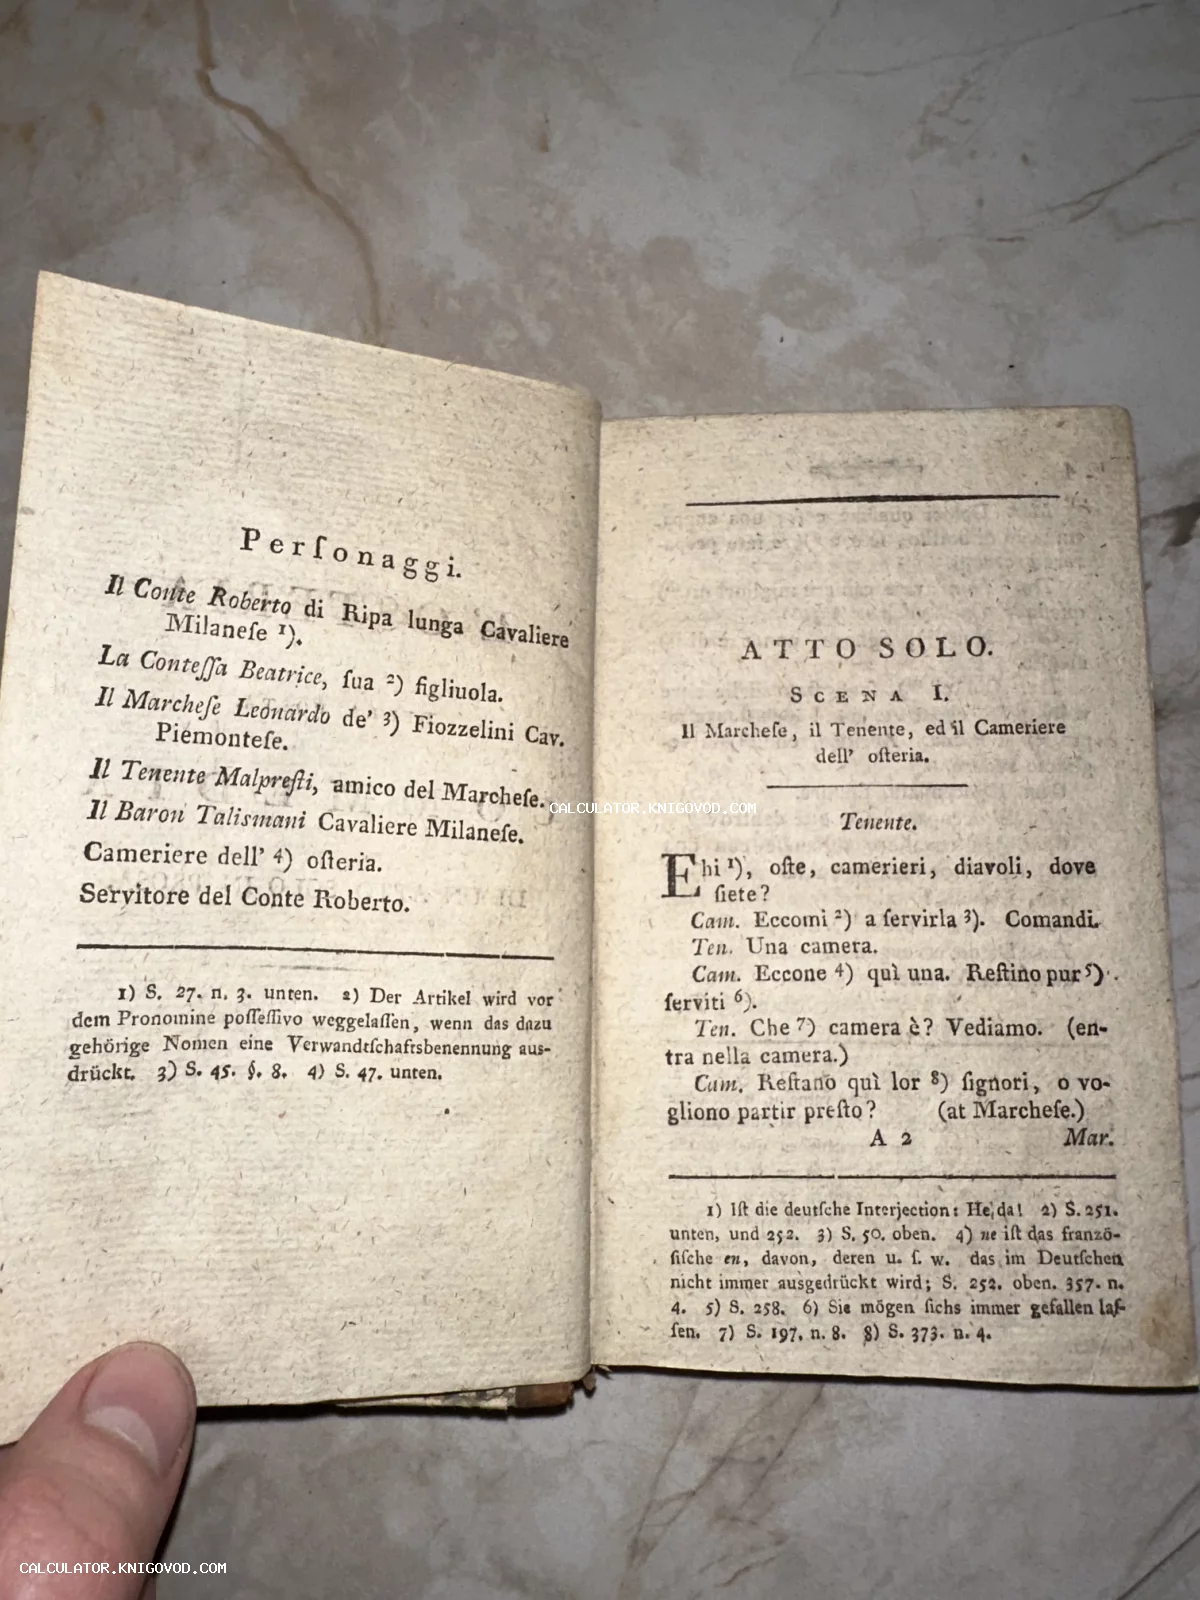 Perſonaggi.
Il Conte Roberto di Ripa lunga Cavaliere
Milaneſe 1).
La Conteſſa Beatrice, ſua 2) figliuola.
Il Marcheſe Leonardo de' 3) Fiozzelini Cav.
Piemonteſe.
Il Tenente Malpreſti, amico del Marcheſe.
Il Baron Talismani Cavaliere Milaneſe.
Cameriere dell' 4) oſteria.
Servitore del Conte Roberto.
1) S. 27. n. 3. unten. 2) Der Artikel wird vor
dem Pronomine poſſeſſivo weggelaſſen, wenn das dazu
gehörige Nomen eine Verwandtſchaftsbenennung aus-
drückt. 3) S. 45. §. 8. 4) S. 47. unten.
ATTO SOLO.
SCENA I.
Il Marcheſe, il Tenente, ed il Cameriere
dell' oſteria.
Tenente.
Ehi 1), oſte, camerieri, diavoli, dove
ſiete?
Cam. Eccomi 2) a ſervirla 3). Comandi.
Ten. Una camera.
Cam. Eccone 4) quì una. Reſtino pur 5)
ſerviti 6).
Ten. Che 7) camera è? Vediamo. (en-
tra nella camera.)
Cam. Reſtano quì lor 8) ſignori, o vo-
gliono partir preſto? (at Marcheſe.)
A 2 Mar.
1) Iſt die deutſche Interjection: He, da! 2) S. 251.
unten, und 252. 3) S. 50. oben. 4) ne iſt das franzö-
ſiſche en, davon, deren u. ſ. w. das im Deutſchen
nicht immer ausgedrückt wird; S. 252. oben. 357. n.
4. 5) S. 258. 6) Sie mögen ſichs immer gefallen laſ-
ſen. 7) S. 197. n. 8. 8) S. 373. n. 4.
CALCULATOR.KNIGOVOD.COM
CALCULATOR.KNIGOVOD.COM